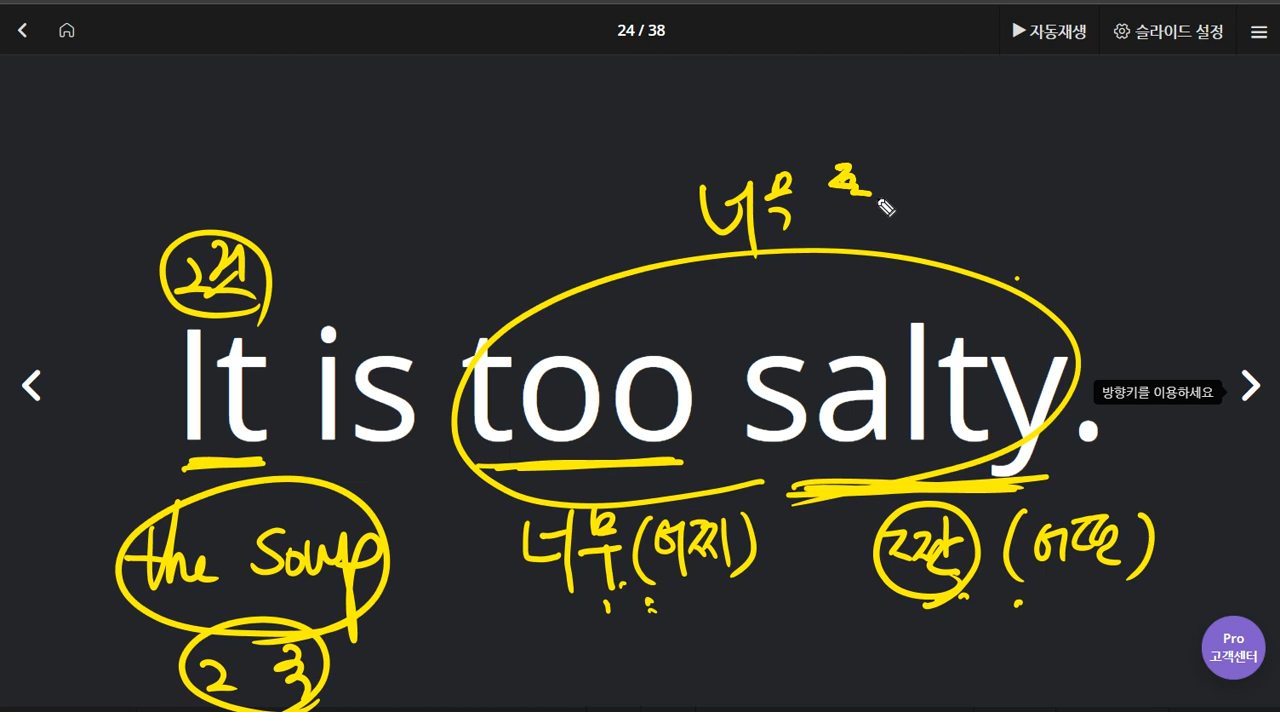 24 / 38
▶ 자동재생
슬라이드 설정
너무
그건
It is too salty.
방향키를 이용하세요
the Soup
너무 (어찌)
짠 (어떤)
그 국
Pro
고객센터